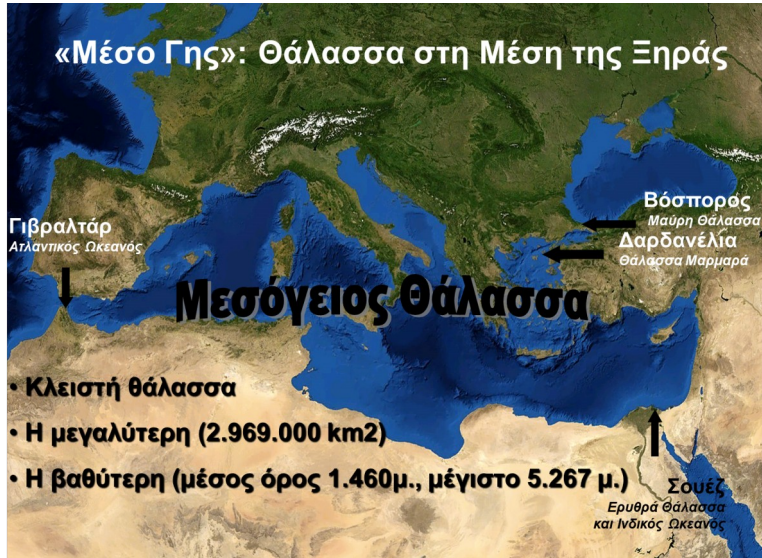 «Μέσο Γης»: Θάλασσα στη Μέση της Ξηράς
Βόσπορος
Μαύρη Θάλασσα
Γιβραλτάρ
Ατλαντικός Ωκεανός
Δαρδανέλια
Θάλασσα Μαρμαρά
Μεσόγειος Θάλασσα
• Κλειστή θάλασσα
• Η μεγαλύτερη (2.969.000 km2)
• Η βαθύτερη (μέσος όρος 1.460μ., μέγιστο 5.267 μ.)
Σουέζ
Ερυθρά Θάλασσα
και Ινδικός Ωκεανός